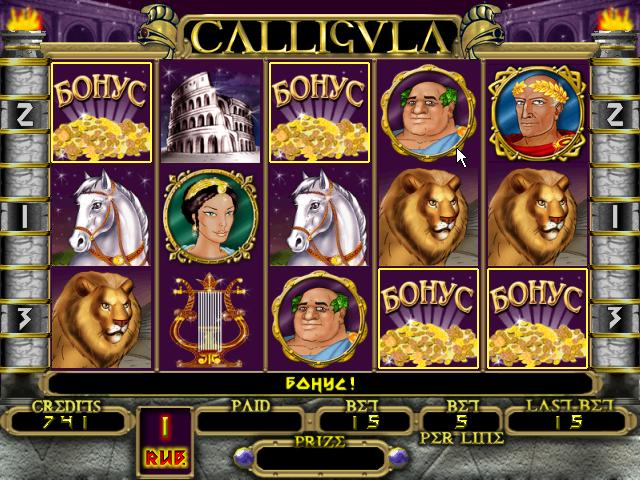 CALLIGVLA
БОНУС
БОНУС
2
2
1
1
БОНУС
БОНУС
3
3
БОНУС!
CREDITS
741
1
RUB.
PAID
BET
15
BET
5
PER LINE
LAST BET
15
PRIZE